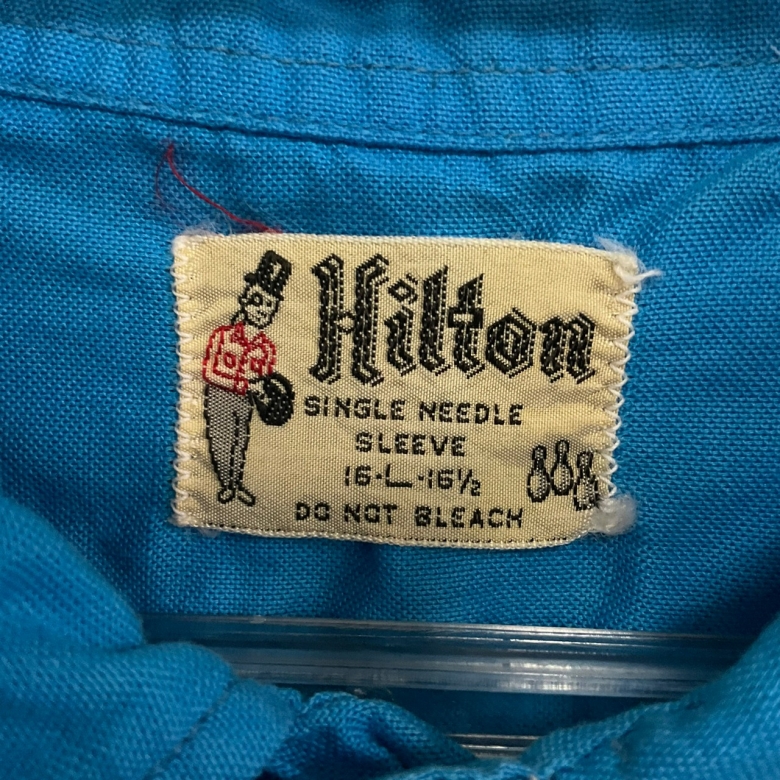 Hilton
SINGLE NEEDLE
SLEEVE
16-L-16½
DO NOT BLEACH